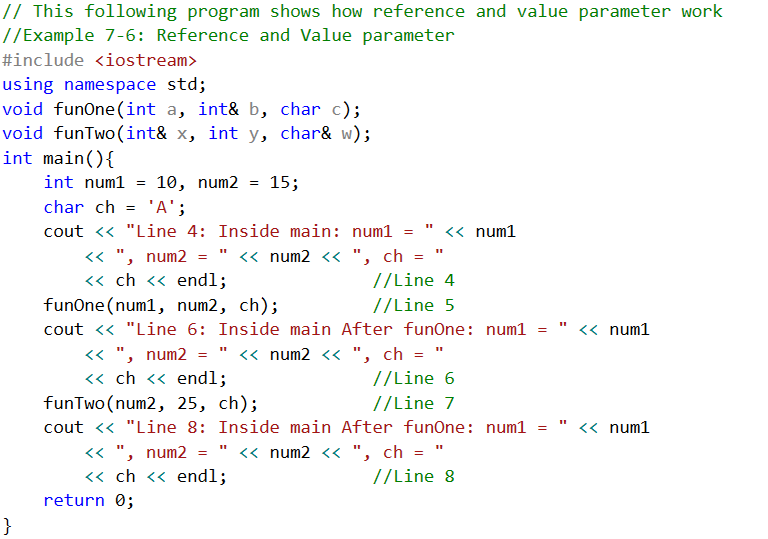 // This following program shows how reference and value parameter work
//Example 7-6: Reference and Value parameter
#include <iostream>
using namespace std;
void funOne(int a, int& b, char c);
void funTwo(int& x, int y, char& w);
int main(){
    int num1 = 10, num2 = 15;
    char ch = 'A';
    cout << "Line 4: Inside main: num1 = " << num1
        << ", num2 = " << num2 << ", ch = "
        << ch << endl;              //Line 4
    funOne(num1, num2, ch);         //Line 5
    cout << "Line 6: Inside main After funOne: num1 = " << num1
        << ", num2 = " << num2 << ", ch = "
        << ch << endl;              //Line 6
    funTwo(num2, 25, ch);           //Line 7
    cout << "Line 8: Inside main After funOne: num1 = " << num1
        << ", num2 = " << num2 << ", ch = "
        << ch << endl;              //Line 8
    return 0;
}